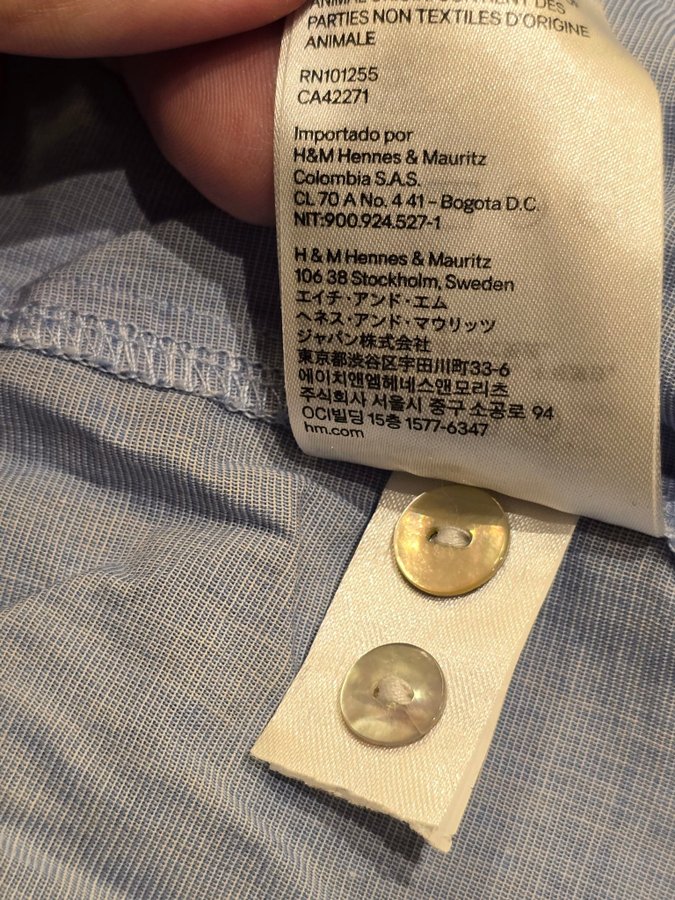 PARTIES NON TEXTILES D'ORIGINE
ANIMALE
RN101255
CA42271
Importado por
H&M Hennes & Mauritz
Colombia S.A.S.
CL 70 A No. 4 41 – Bogota D.C.
NIT:900.924.527-1
H & M Hennes & Mauritz
106 38 Stockholm, Sweden
エイチ・アンド・エム
ヘネス・アンド・マウリッツ
ジャパン株式会社
東京都渋谷区宇田川町33-6
에이치앤엠헤네스앤모리츠
주식회사 서울시 중구 소공로 94
OCI빌딩 15층 1577-6347
hm.com